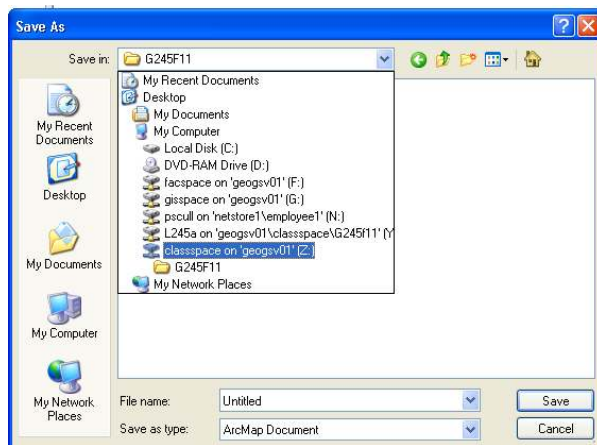 Save As
Save in: G245F11
My Recent Documents
Desktop
My Documents
My Computer
Local Disk (C:)
DVD-RAM Drive (D:)
facspace on 'geogsv01' (F:)
gisspace on 'geogsv01' (G:)
pscull on 'netstore1\employee1' (N:)
L245a on 'geogsv01\classspace\G245f11' (Y
classspace on 'geogsv01' (Z:)
G245F11
My Network Places
My Recent
Documents
Desktop
My Documents
My Computer
My Network
Places
File name: Untitled
Save
Save as type: ArcMap Document
Cancel